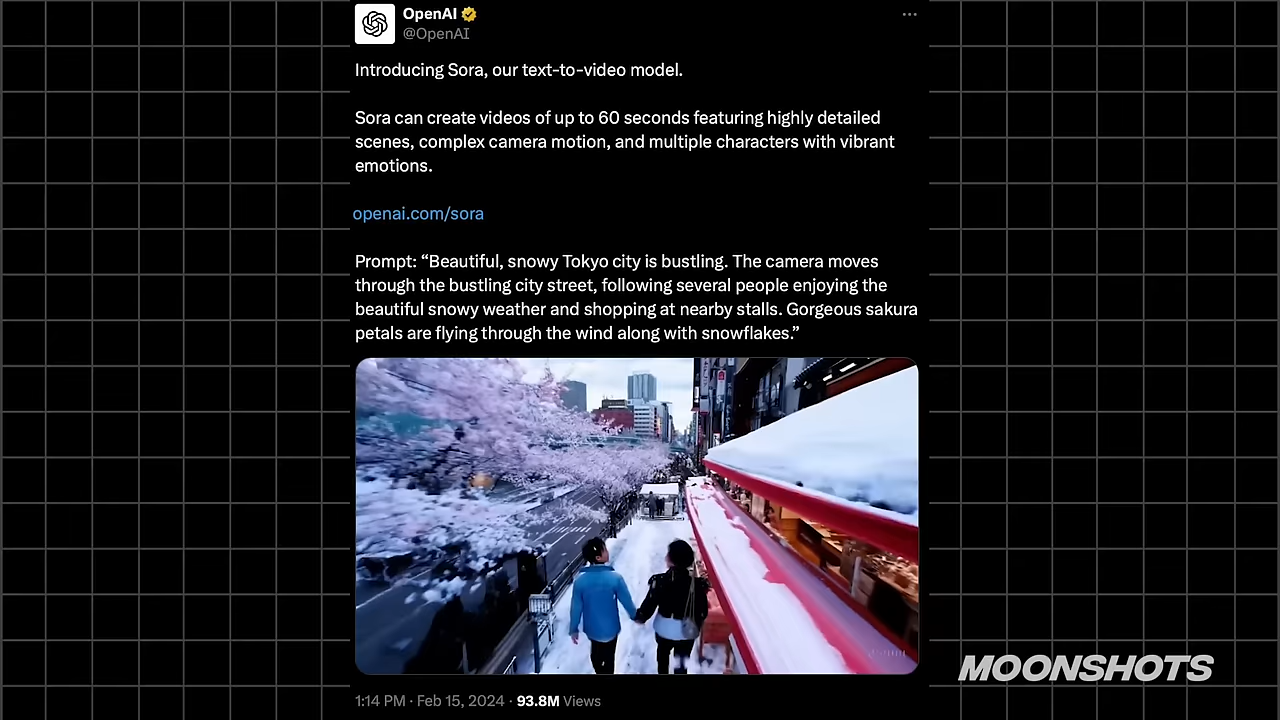 OpenAI
@OpenAI
Introducing Sora, our text-to-video model.
Sora can create videos of up to 60 seconds featuring highly detailed
scenes, complex camera motion, and multiple characters with vibrant
emotions.
openai.com/sora
Prompt: “Beautiful, snowy Tokyo city is bustling. The camera moves
through the bustling city street, following several people enjoying the
beautiful snowy weather and shopping at nearby stalls. Gorgeous sakura
petals are flying through the wind along with snowflakes.”
1:14 PM · Feb 15, 2024 · 93.8M Views
MOONSHOTS